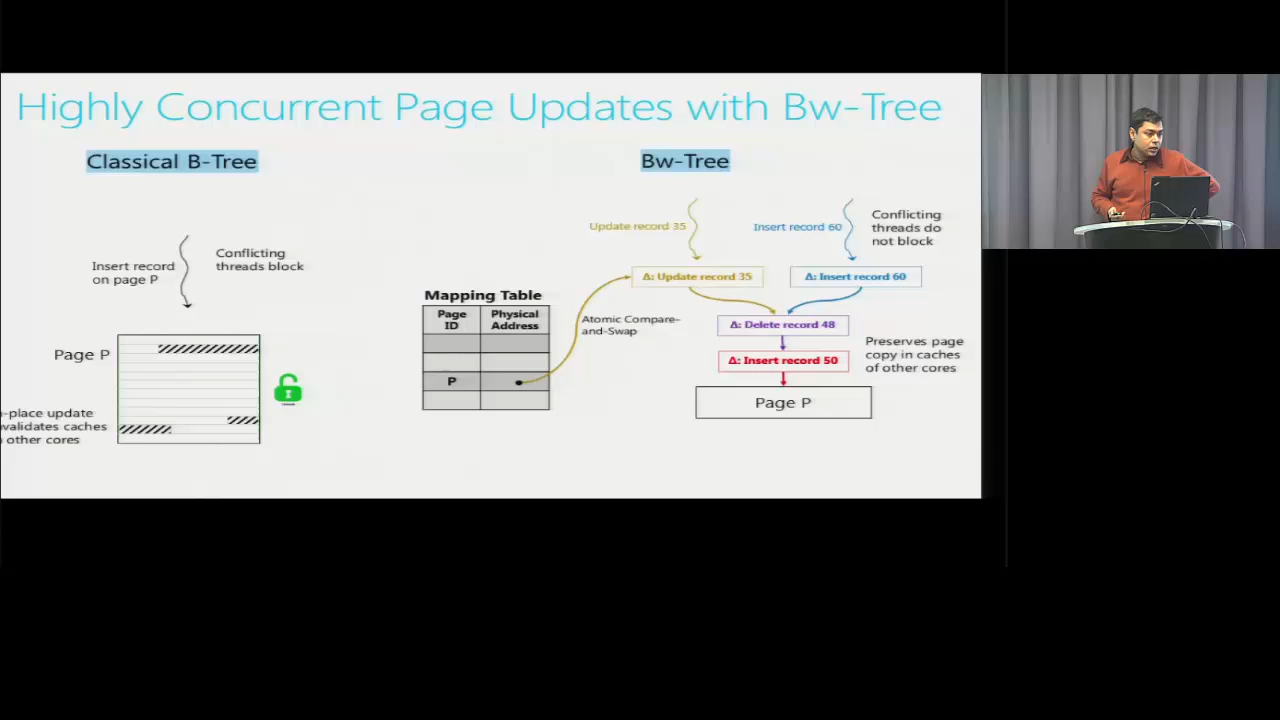 Highly Concurrent Page Updates with Bw-Tree
Classical B-Tree
Insert record
on page P
Conflicting
threads block
Page P
-place update
validates caches
other cores
Bw-Tree
Update record 35
Insert record 60
Conflicting
threads do
not block
Δ: Update record 35
Δ: Insert record 60
Mapping Table
Page
ID
Physical
Address
P
Atomic Compare-
and-Swap
Δ: Delete record 48
Δ: Insert record 50
Preserves page
copy in caches
of other cores
Page P